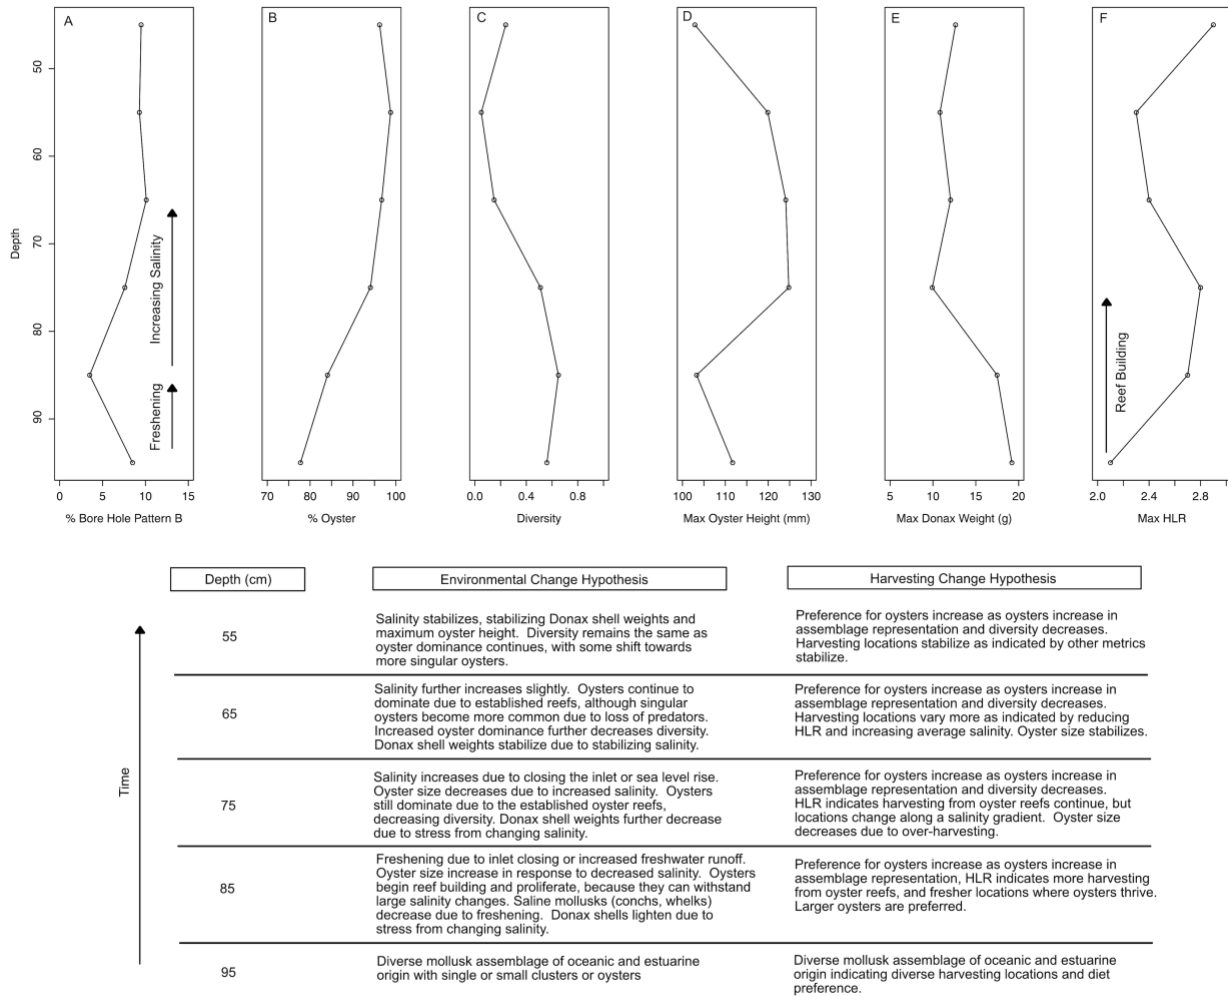 A
B
C
D
E
F
Depth
50
60
70
80
90
Increasing Salinity
Freshening
Reef Building
0 5 10 15
% Bore Hole Pattern B
70 80 90 100
% Oyster
0.0 0.4 0.8
Diversity
100 110 120 130
Max Oyster Height (mm)
5 10 15 20
Max Donax Weight (g)
2.0 2.4 2.8
Max HLR
Depth (cm)
Environmental Change Hypothesis
Harvesting Change Hypothesis
Time
55
Salinity stabilizes, stabilizing Donax shell weights and
maximum oyster height. Diversity remains the same as
oyster dominance continues, with some shift towards
more singular oysters.
Preference for oysters increase as oysters increase in
assemblage representation and diversity decreases.
Harvesting locations stabilize as indicated by other metrics
stabilize.
65
Salinity further increases slightly. Oysters continue to
dominate due to established reefs, although singular
oysters become more common due to loss of predators.
Increased oyster dominance further decreases diversity.
Donax shell weights stabilize due to stabilizing salinity.
Preference for oysters increase as oysters increase in
assemblage representation and diversity decreases.
Harvesting locations vary more as indicated by reducing
HLR and increasing average salinity. Oyster size stabilizes.
75
Salinity increases due to closing the inlet or sea level rise.
Oyster size decreases due to increased salinity. Oysters
still dominate due to the established oyster reefs,
decreasing diversity. Donax shell weights further decrease
due to stress from changing salinity.
Preference for oysters increase as oysters increase in
assemblage representation and diversity decreases.
HLR indicates harvesting from oyster reefs continue, but
locations change along a salinity gradient. Oyster size
decreases due to over-harvesting.
85
Freshening due to inlet closing or increased freshwater runoff.
Oyster size increase in response to decreased salinity. Oysters
begin reef building and proliferate, because they can withstand
large salinity changes. Saline mollusks (conchs, whelks)
decrease due to freshening. Donax shells lighten due to
stress from changing salinity.
Preference for oysters increase as oysters increase in
assemblage representation, HLR indicates more harvesting
from oyster reefs, and fresher locations where oysters thrive.
Larger oysters are preferred.
95
Diverse mollusk assemblage of oceanic and estuarine
origin with single or small clusters or oysters
Diverse mollusk assemblage of oceanic and estuarine
origin indicating diverse harvesting locations and diet
preference.